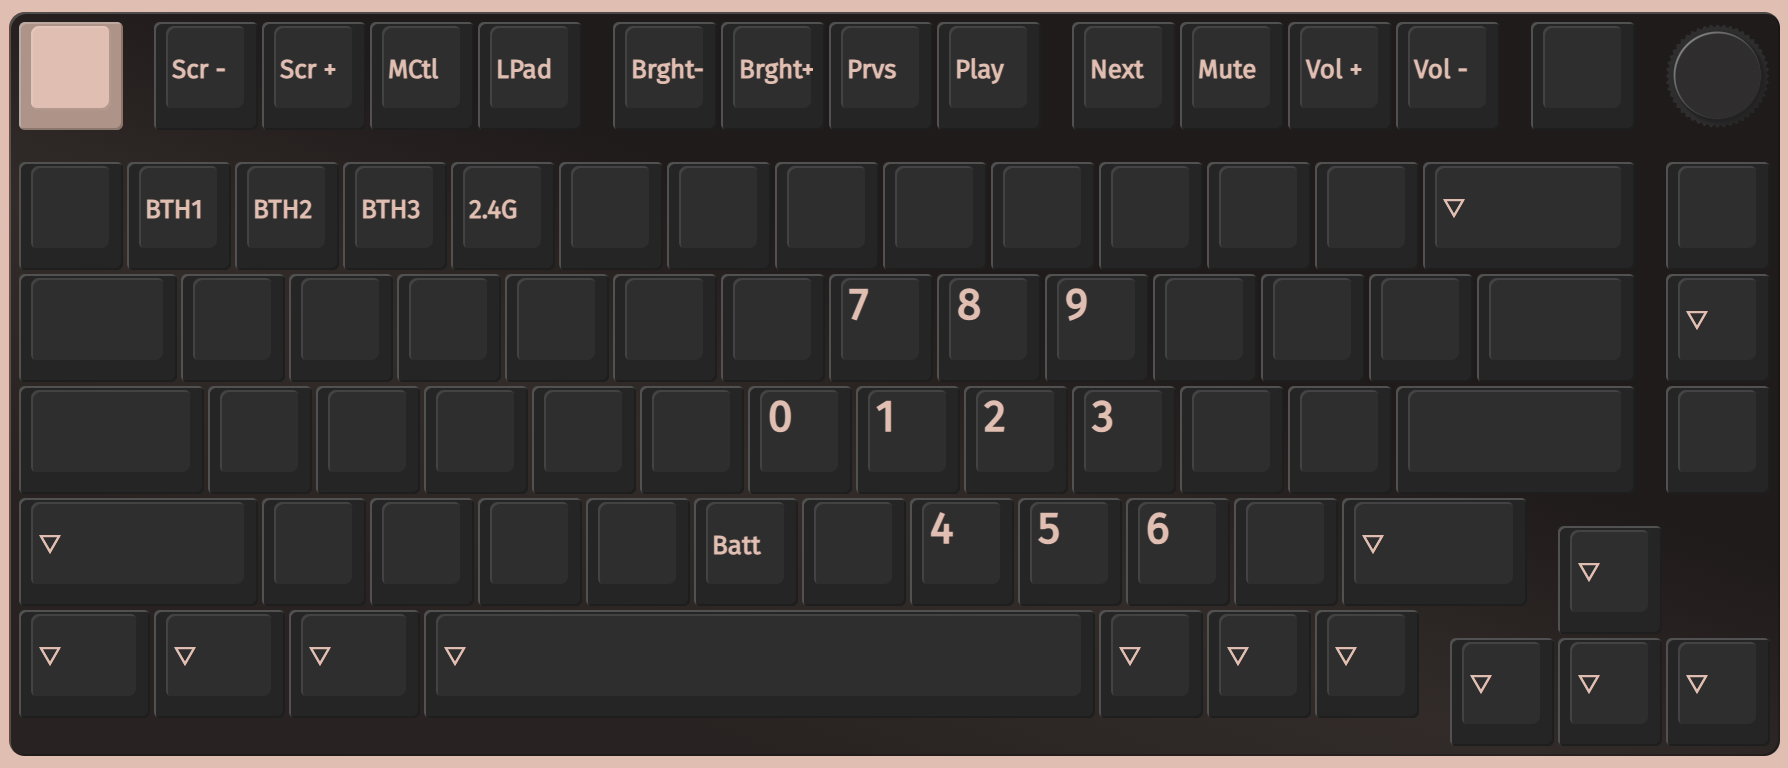 Scr - Scr + MCtl LPad Brght- Brght+ Prvs Play Next Mute Vol + Vol -
BTH1 BTH2 BTH3 2.4G ▽
7 8 9 ▽
0 1 2 3
▽ Batt 4 5 6 ▽ ▽
▽ ▽ ▽ ▽ ▽ ▽ ▽ ▽ ▽ ▽